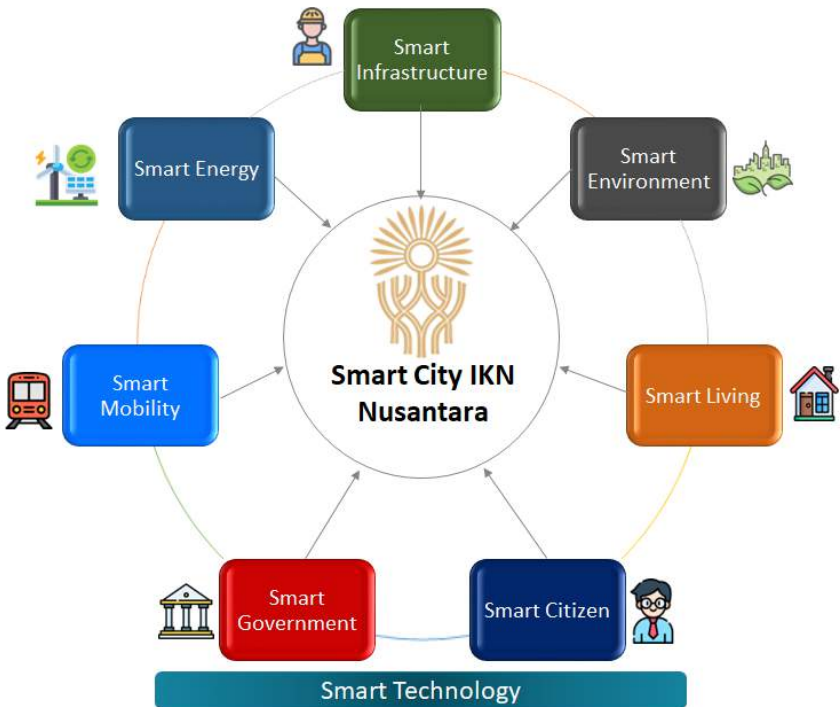 Smart
Infrastructure
Smart Energy
Smart
Environment
Smart City IKN
Nusantara
Smart
Mobility
Smart Living
Smart
Government
Smart Citizen
Smart Technology